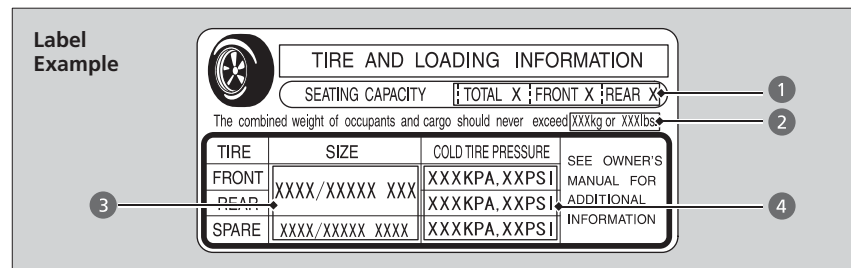 Label
Example
TIRE AND LOADING INFORMATION
SEATING CAPACITY TOTAL X FRONT X REAR X
1
The combined weight of occupants and cargo should never exceed XXXkg or XXXlbs.
2
TIRE SIZE COLD TIRE PRESSURE
SEE OWNER'S
MANUAL FOR
ADDITIONAL
INFORMATION
FRONT XXXX/XXXXX XXX XXXKPA,XXPSI
REAR XXXKPA,XXPSI
3
4
SPARE XXXX/XXXXX XXXX XXXKPA,XXPSI